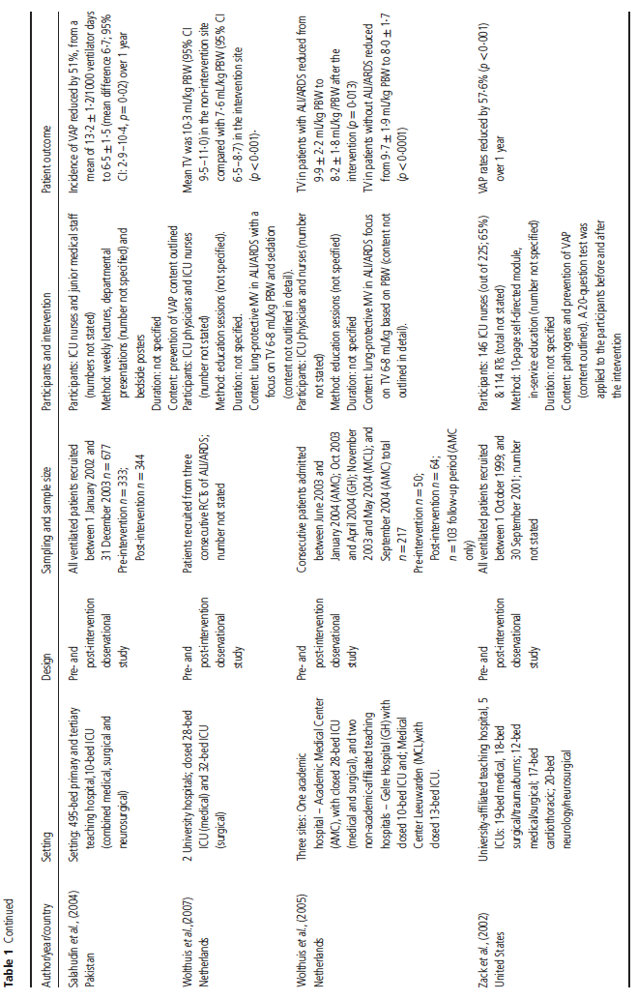 Table 1 Continued
Author/year/country
Setting
Design
Sampling and sample size
Participants and intervention
Patient outcome
Salahudin et al., (2004)
Pakistan
Setting: 495-bed primary and tertiary
teaching hospital,10-bed ICU
(combined medical, surgical and
neurosurgical)
Pre- and
post-intervention
observational
study
All ventilated patients recruited
between 1 January 2002 and
31 December 2003 n = 677
Pre-intervention n = 333;
Post-intervention n = 344
Participants: ICU nurses and junior medical staff
(numbers not stated)
Method: weekly lectures, departmental
presentations (number not specified) and
bedside posters
Duration: not specified
Content: prevention of VAP content outlined
Incidence of VAP reduced by 51%, from a
mean of 13·2 ± 1·2/1000 ventilator days
to 6·5 ± 1·5 (mean difference 6·7; 95%
CI: 2·9–10·4, p = 0·02) over 1 year
Wolthuis et al.,(2007)
Netherlands
2 University hospitals; closed 28-bed
ICU (medical) and 32-bed ICU
(surgical)
Pre- and
post-intervention
observational
study
Patients recruited from three
consecutive RCTs of ALI/ARDS;
number not stated
Participants: ICU physicians and ICU nurses
(number not stated)
Method: education sessions (not specified).
Duration: not specified.
Content: lung-protective MV in ALI/ARDS with a
focus on TV 6-8 mL/kg PBW and sedation
(content not outlined in detail).
Mean TV was 10·3 mL/kg PBW (95% CI
9·5–11·0) in the non-intervention site
compared with 7·6 mL/kg PBW (95% CI
6·5–8·7) in the intervention site
(p < 0·001)·
Wolthuis et al., (2005)
Netherlands
Three sites: One academic
hospital – Academic Medical Center
(AMC), with closed 28-bed ICU
(medical and surgical), and two
non-academic-affiliated teaching
hospitals – Gelre Hospital (GH) with
closed 10-bed ICU and; Medical
Center Leeuwarden (MCL),with
closed 13-bed ICU.
Pre- and
post-intervention
observational
study
Consecutive patients admitted
between June 2003 and
January 2004 (AMC); Oct 2003
and April 2004 (GH); November
2003 and May 2004 (MCL); and
September 2004 (AMC) total
n = 217
Pre-intervention n = 50;
Post-intervention n = 64;
n = 103 follow-up period (AMC
only)
Participants: ICU physicians and nurses (number
not stated)
Method: education sessions (not specified)
Duration: not specified
Content: lung-protective MV in ALI/ARDS focus
on TV 6-8 mL/kg based on PBW (content not
outlined in detail).
TV in patients with ALI/ARDS reduced from
9·9 ± 2·2 mL/kg PBW to
8·2 ± 1·8 mL/kg /PBW after the
intervention (p = 0·013)
TV in patients without ALI/ARDS reduced
from 9·7 ± 1·9 mL/kg PBW to 8·0 ± 1·7
(p < 0·0001)
Zack et al., (2002)
United States
University-affiliated teaching hospital, 5
ICUs: 19-bed medical, 18-bed
surgical/trauma/burns; 12-bed
medical/surgical; 17-bed
cardiothoracic; 20-bed
neurology/neurosurgical
Pre- and
post-intervention
observational
study
All ventilated patients recruited
between 1 October 1999; and
30 September 2001; number
not stated
Participants: 146 ICU nurses (out of 225; 65%)
& 114 RTs (total not stated)
Method: 10-page self-directed module,
in-service education (number not specified)
Duration: not specified
Content: pathogens and prevention of VAP
(content outlined). A 20-question test was
applied to the participants before and after
the intervention
VAP rates reduced by 57·6% (p < 0·001)
over 1 year